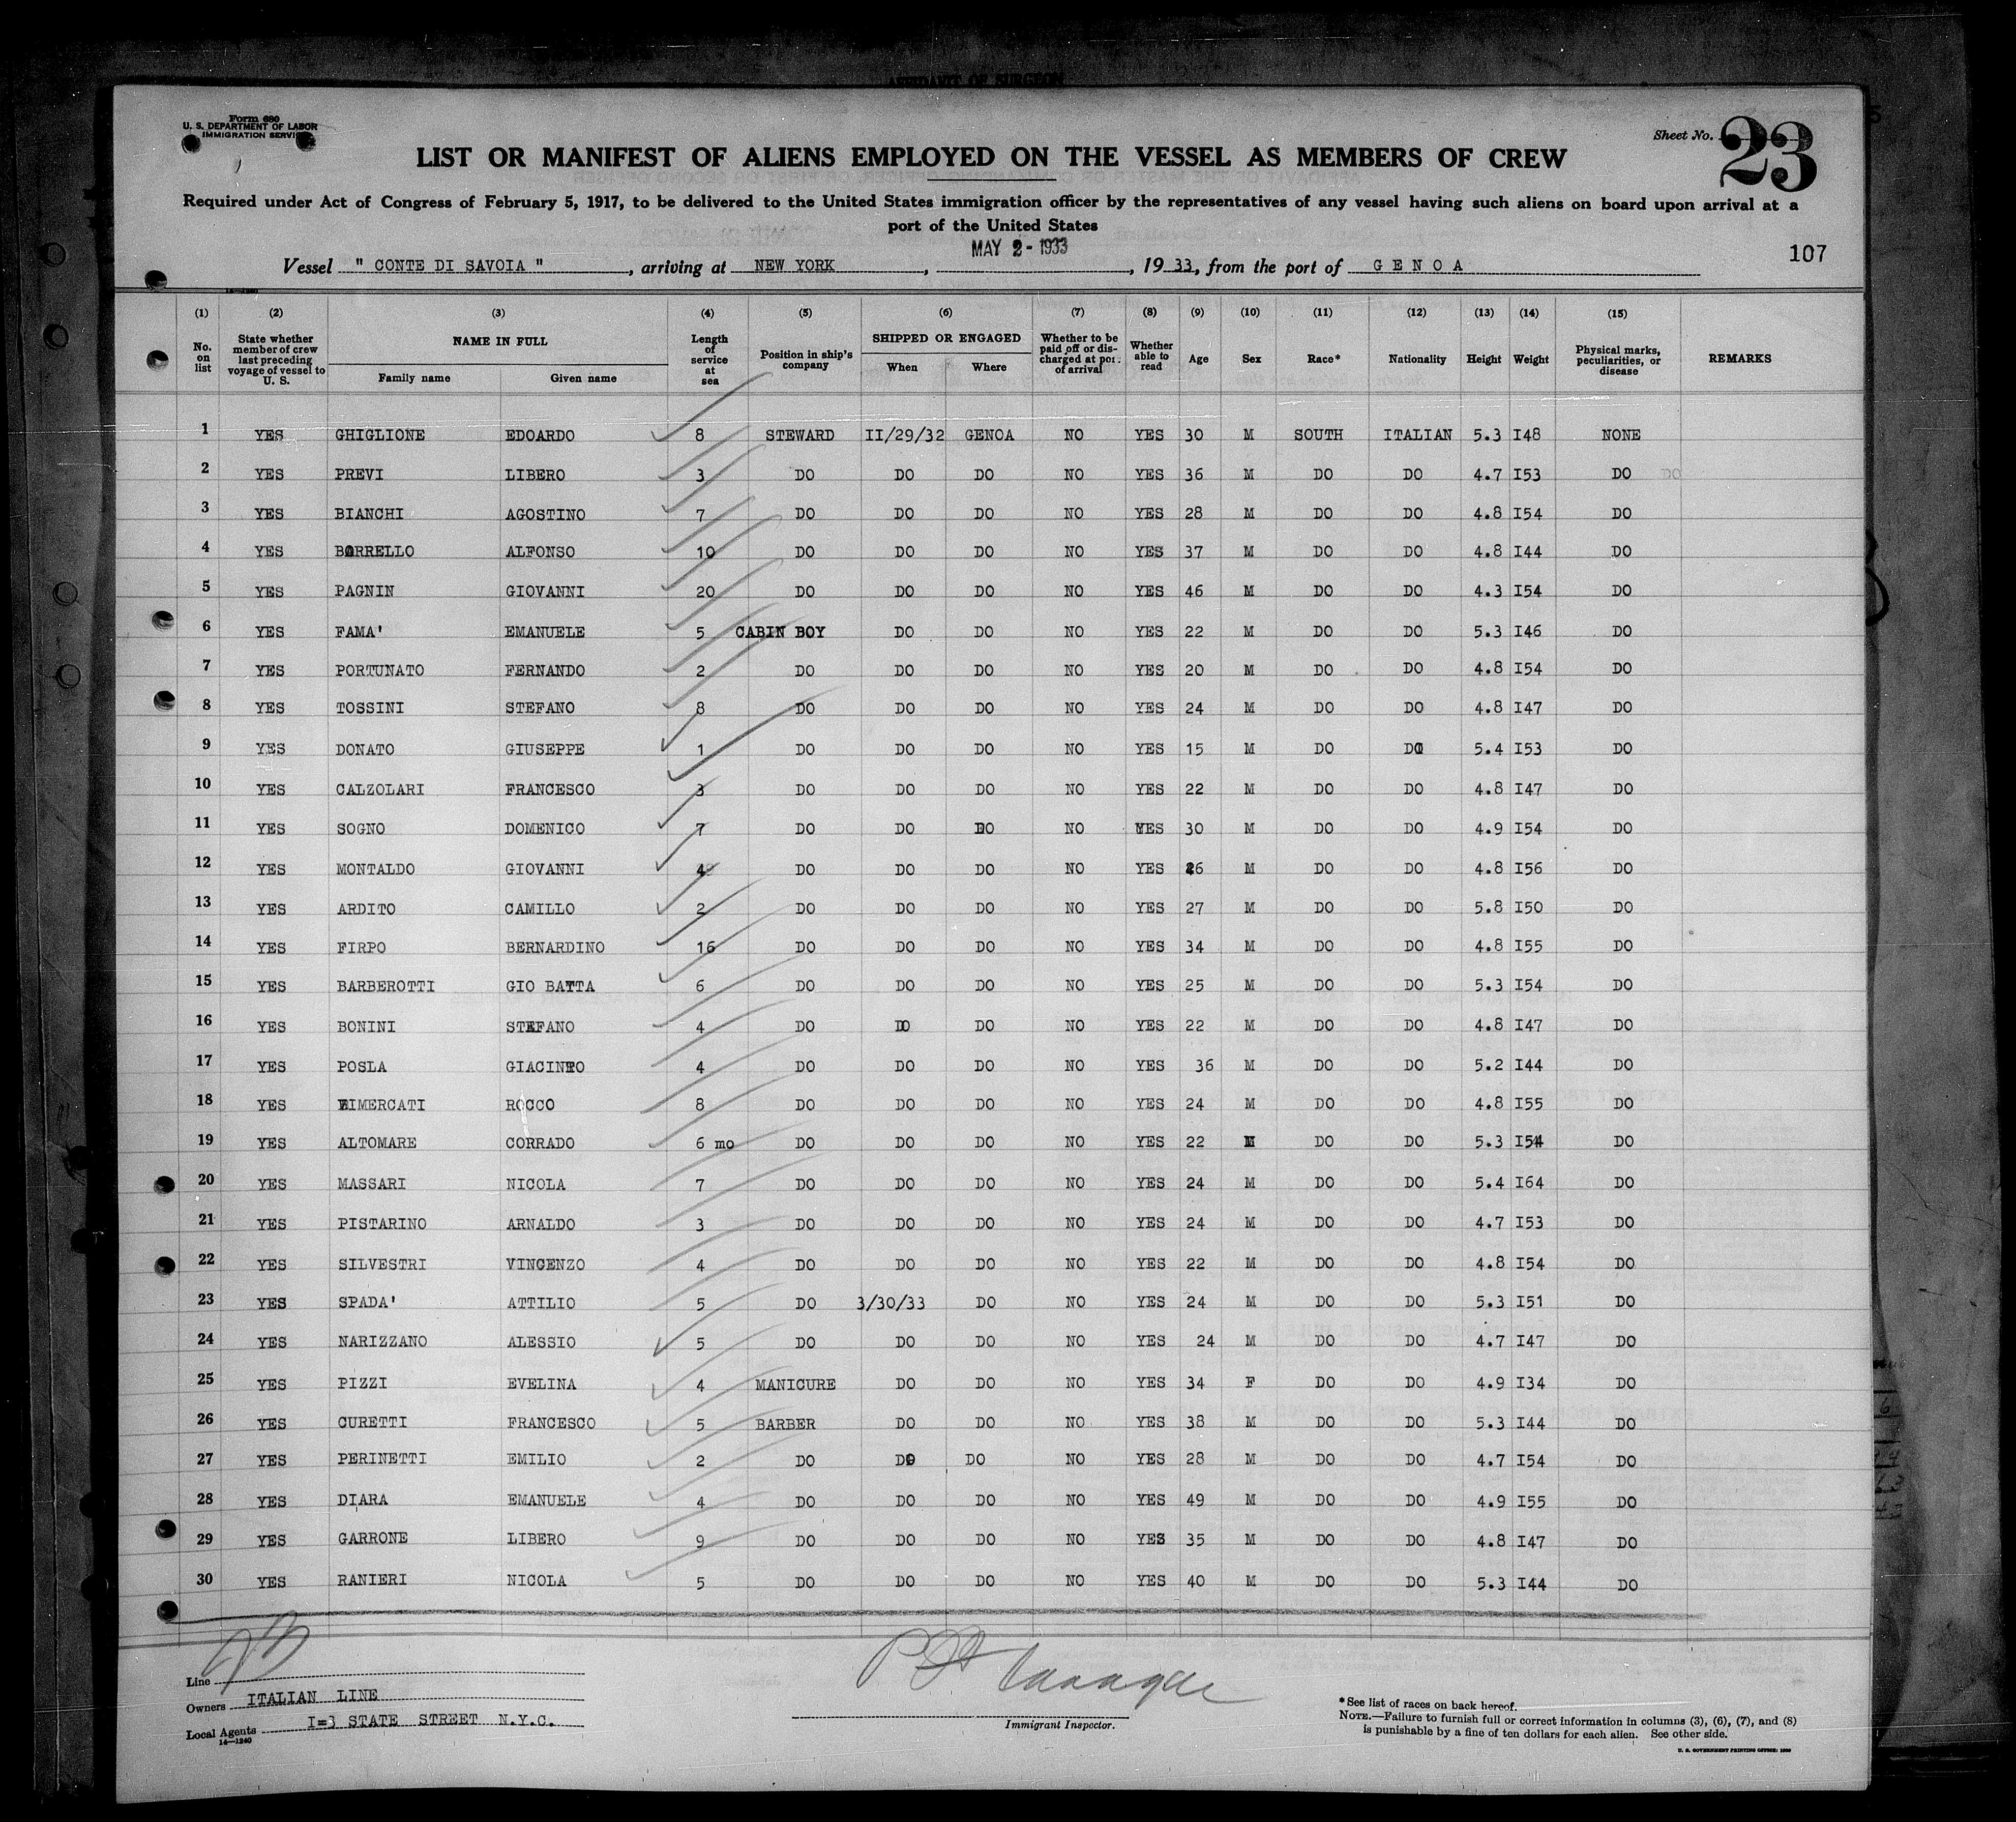 AFFIDAVIT OF SURGEON
Form 680
U. S. DEPARTMENT OF LABOR
IMMIGRATION SERVICE
Sheet No. 23
LIST OR MANIFEST OF ALIENS EMPLOYED ON THE VESSEL AS MEMBERS OF CREW
Required under Act of Congress of February 5, 1917, to be delivered to the United States immigration officer by the representatives of any vessel having such aliens on board upon arrival at a
port of the United States
MAY 2 - 1933
107
Vessel " CONTE DI SAVOIA " , arriving at NEW YORK , , 19 33, from the port of G E N O A
(1) (2) (3) (4) (5) (6) (7) (8) (9) (10) (11) (12) (13) (14) (15)
No. on list State whether member of crew last preceding voyage of vessel to U. S. NAME IN FULL Family name Given name Length of service at sea Position in ship's company SHIPPED OR ENGAGED When Where Whether to be paid off or discharged at port of arrival Whether able to read Age Sex Race* Nationality Height Weight Physical marks, peculiarities, or disease REMARKS
1 YES GHIGLIONE EDOARDO 8 STEWARD II/29/32 GENOA NO YES 30 M SOUTH ITALIAN 5.3 I48 NONE
2 YES PREVI LIBERO 3 DO DO DO NO YES 36 M DO DO 4.7 I53 DO DO
3 YES BIANCHI AGOSTINO 7 DO DO DO NO YES 28 M DO DO 4.8 I54 DO
4 YES BORRELLO ALFONSO 10 DO DO DO NO YES 37 M DO DO 4.8 I44 DO
5 YES PAGNIN GIOVANNI 20 DO DO DO NO YES 46 M DO DO 4.3 I54 DO
6 YES FAMA' EMANUELE 5 CABIN BOY DO DO NO YES 22 M DO DO 5.3 I46 DO
7 YES PORTUNATO FERNANDO 2 DO DO DO NO YES 20 M DO DO 4.8 I54 DO
8 YES TOSSINI STEFANO 8 DO DO DO NO YES 24 M DO DO 4.8 I47 DO
9 YES DONATO GIUSEPPE 1 DO DO DO NO YES 15 M DO DO 5.4 I53 DO
10 YES CALZOLARI FRANCESCO 3 DO DO DO NO YES 22 M DO DO 4.8 I47 DO
11 YES SOGNO DOMENICO 7 DO DO DO NO YES 30 M DO DO 4.9 I54 DO
12 YES MONTALDO GIOVANNI 4 DO DO DO NO YES 26 M DO DO 4.8 I56 DO
13 YES ARDITO CAMILLO 2 DO DO DO NO YES 27 M DO DO 5.8 I50 DO
14 YES FIRPO BERNARDINO 16 DO DO DO NO YES 34 M DO DO 4.8 I55 DO
15 YES BARBEROTTI GIO BATTA 6 DO DO DO NO YES 25 M DO DO 5.3 I54 DO
16 YES BONINI STEFANO 4 DO DO DO NO YES 22 M DO DO 4.8 I47 DO
17 YES POSLA GIACINTO 4 DO DO DO NO YES 36 M DO DO 5.2 I44 DO
18 YES IMERCATI ROCCO 8 DO DO DO NO YES 24 M DO DO 4.8 I55 DO
19 YES ALTOMARE CORRADO 6 mo DO DO DO NO YES 22 M DO DO 5.3 I54 DO
20 YES MASSARI NICOLA 7 DO DO DO NO YES 24 M DO DO 5.4 I64 DO
21 YES PISTARINO ARNALDO 3 DO DO DO NO YES 24 M DO DO 4.7 I53 DO
22 YES SILVESTRI VINCENZO 4 DO DO DO NO YES 22 M DO DO 4.8 I54 DO
23 YES SPADA' ATTILIO 5 DO 3/30/33 DO NO YES 24 M DO DO 5.3 I51 DO
24 YES NARIZZANO ALESSIO 5 DO DO DO NO YES 24 M DO DO 4.7 I47 DO
25 YES PIZZI EVELINA 4 MANICURE DO DO NO YES 34 F DO DO 4.9 I34 DO
26 YES CURETTI FRANCESCO 5 BARBER DO DO NO YES 38 M DO DO 5.3 I44 DO
27 YES PERINETTI EMILIO 2 DO DO DO NO YES 28 M DO DO 4.7 I54 DO
28 YES DIARA EMANUELE 4 DO DO DO NO YES 49 M DO DO 4.9 I55 DO
29 YES GARRONE LIBERO 9 DO DO DO NO YES 35 M DO DO 4.8 I47 DO
30 YES RANIERI NICOLA 5 DO DO DO NO YES 40 M DO DO 5.3 I44 DO
Line
Owners ITALIAN LINE
Local Agents I=3 STATE STREET N.Y.C.
14—1240
Immigrant Inspector.
*See list of races on back hereof.
NOTE.—Failure to furnish full or correct information in columns (3), (6), (7), and (8)
is punishable by a fine of ten dollars for each alien. See other side.
U. S. GOVERNMENT PRINTING OFFICE: 1930